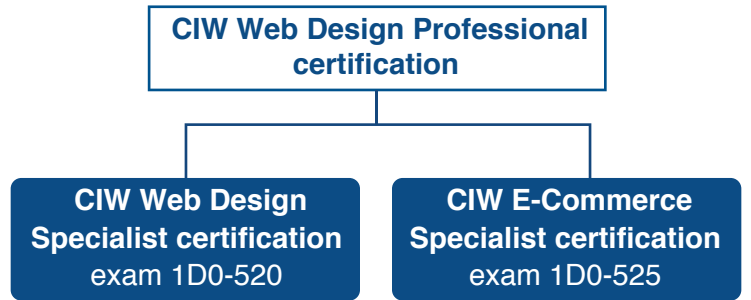 CIW Web Design Professional
certification
CIW Web Design
Specialist certification
exam 1D0-520
CIW E-Commerce
Specialist certification
exam 1D0-525